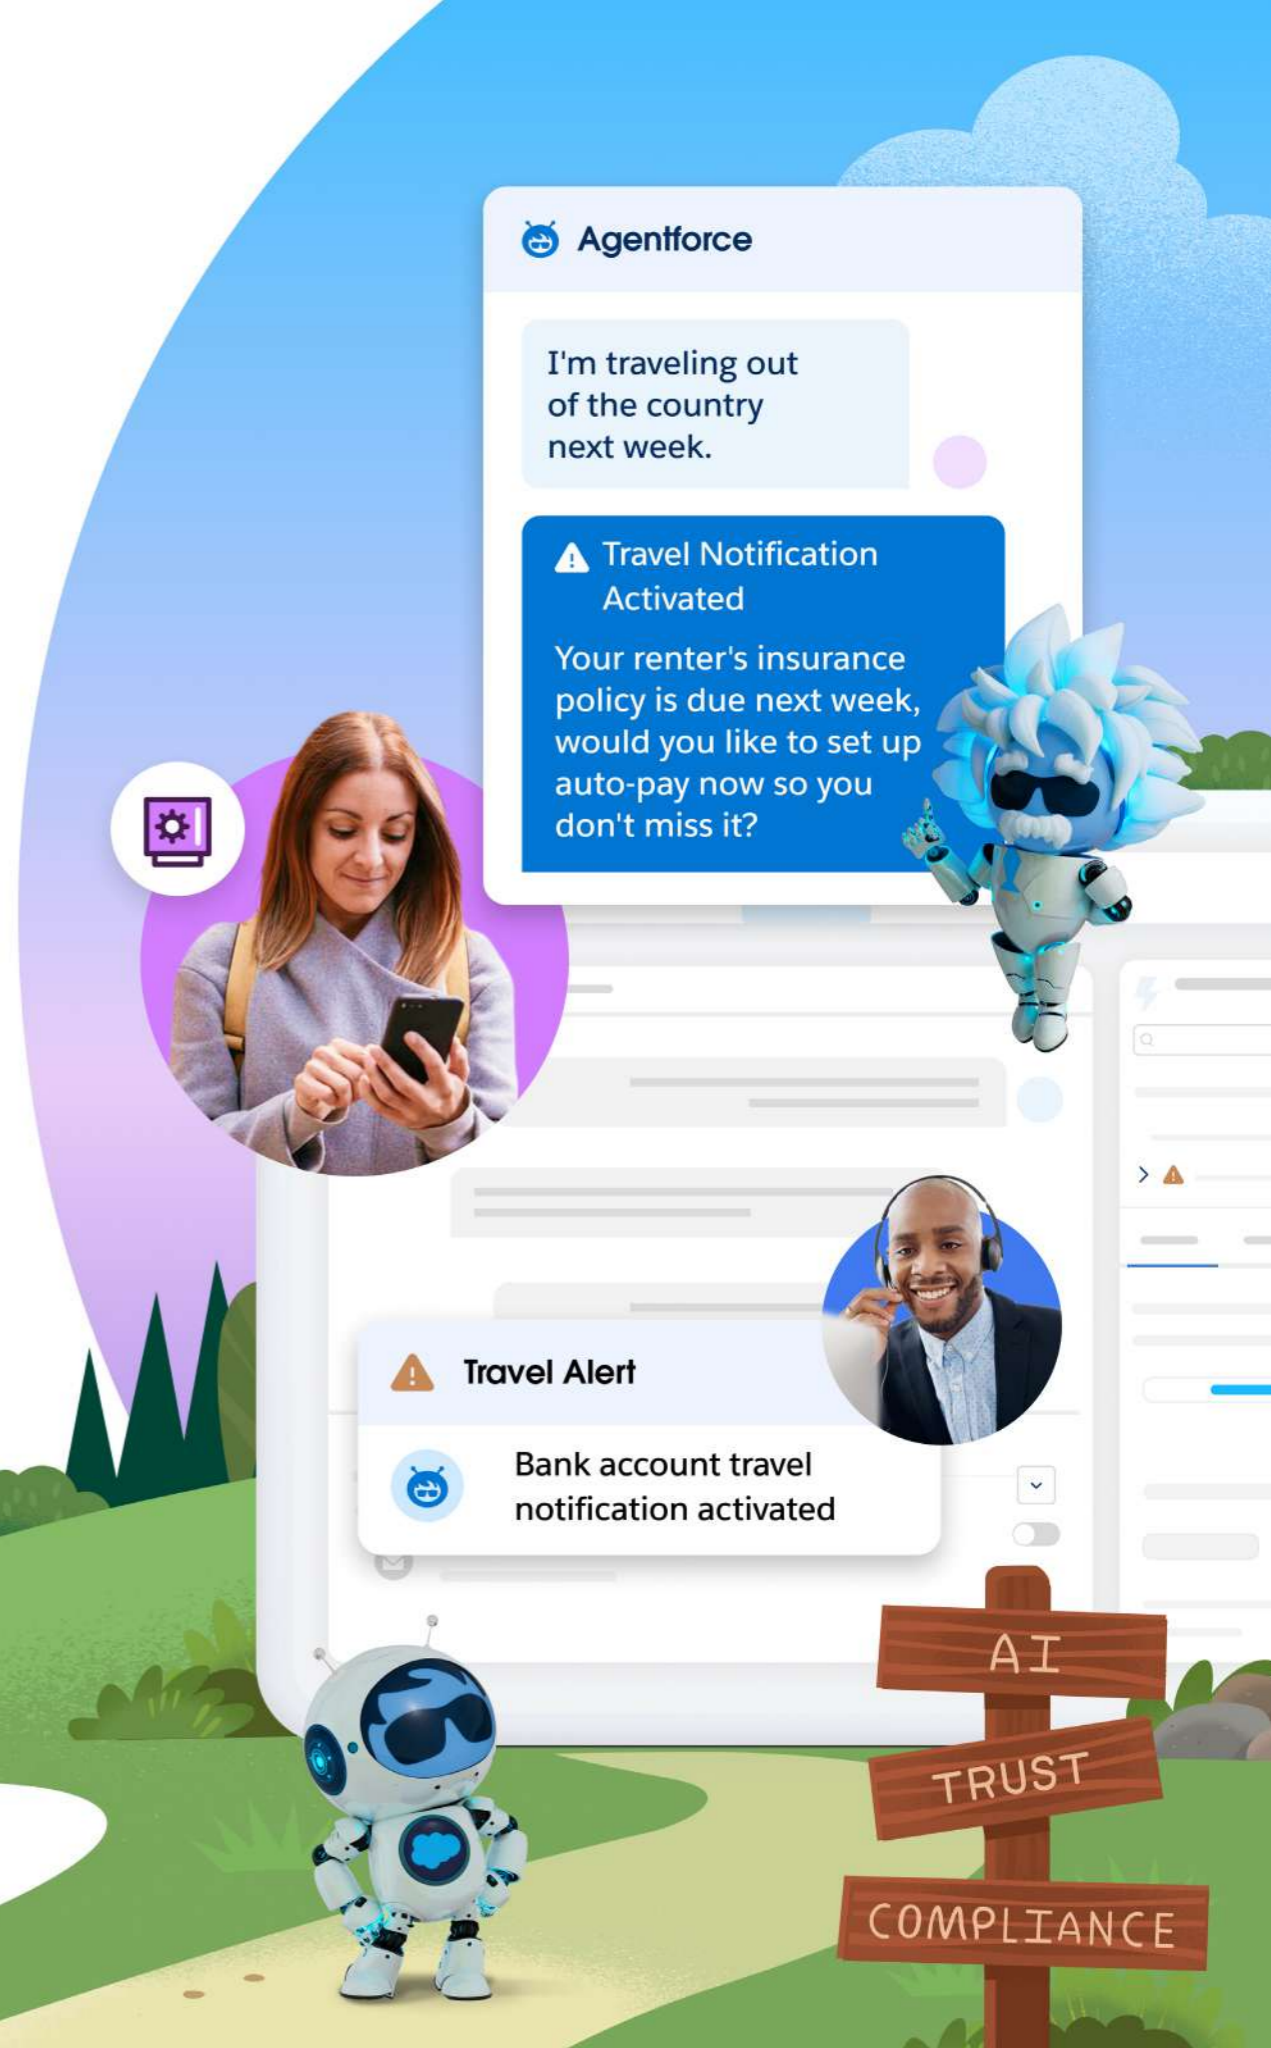 Agentforce
I'm traveling out
of the country
next week.
Travel Notification
Activated
Your renter's insurance
policy is due next week,
would you like to set up
auto-pay now so you
don't miss it?
Travel Alert
Bank account travel
notification activated
AI
TRUST
COMPLIANCE